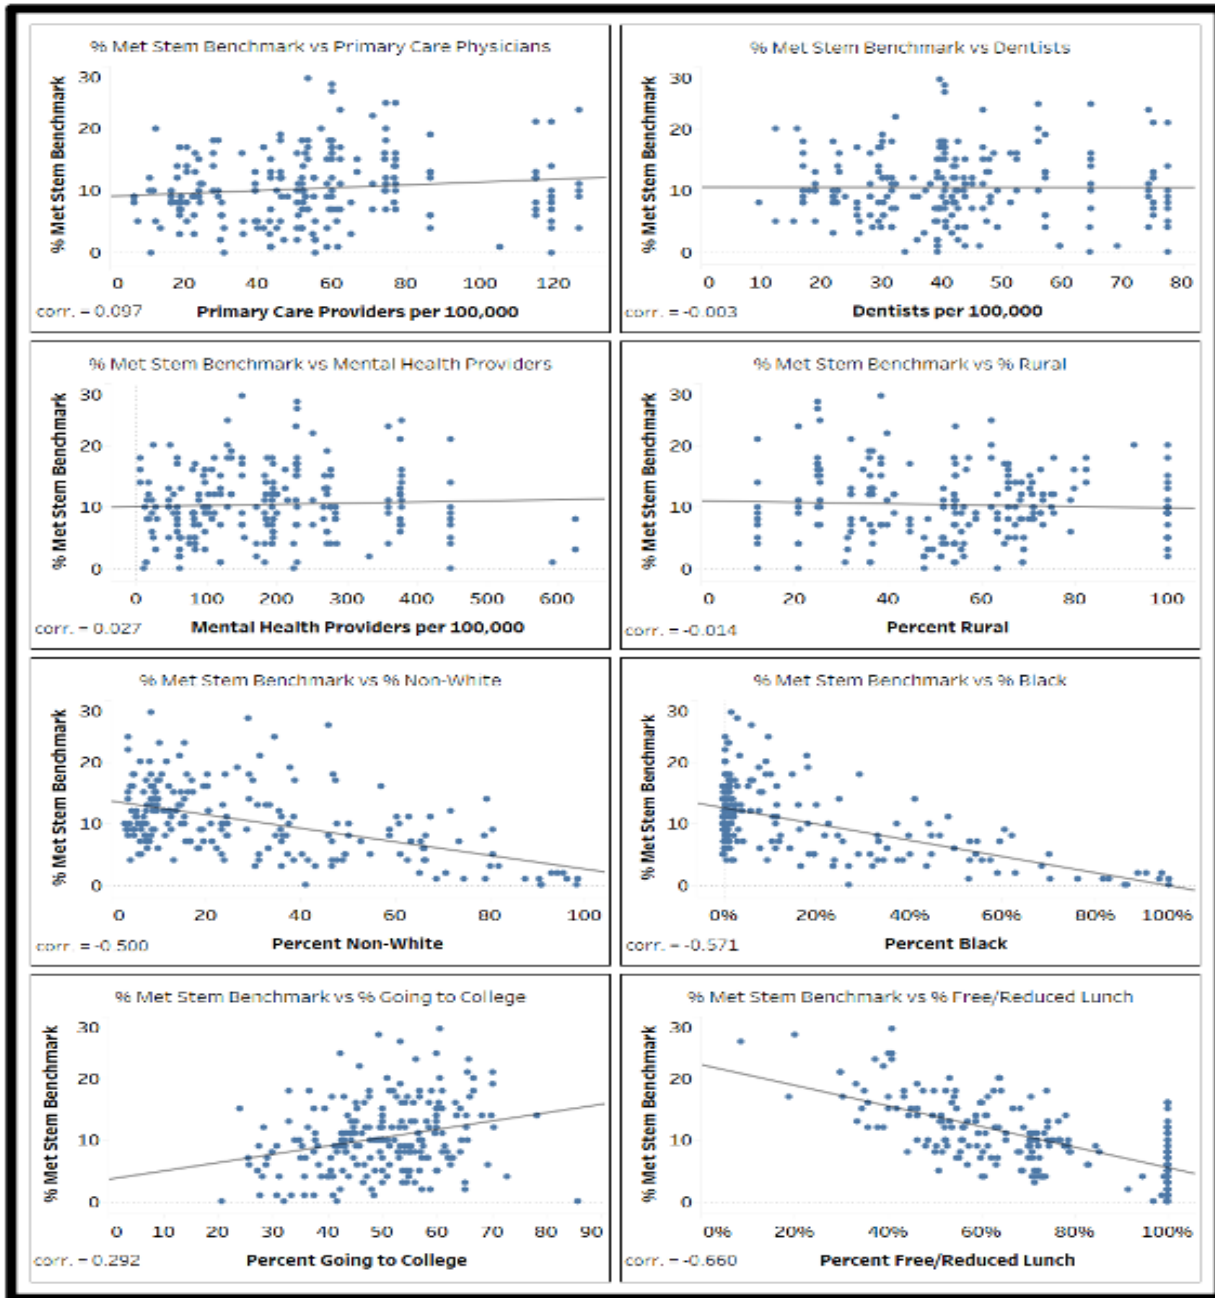 % Met Stem Benchmark vs Primary Care Physicians
% Met Stem Benchmark
30
20
10
0
0 20 40 60 80 100 120
corr. = 0.097
Primary Care Providers per 100,000
% Met Stem Benchmark vs Dentists
% Met Stem Benchmark
30
20
10
0
0 10 20 30 40 50 60 70 80
corr. = -0.003
Dentists per 100,000
% Met Stem Benchmark vs Mental Health Providers
% Met Stem Benchmark
30
20
10
0
0 100 200 300 400 500 600
corr. = 0.027
Mental Health Providers per 100,000
% Met Stem Benchmark vs % Rural
% Met Stem Benchmark
30
20
10
0
0 20 40 60 80 100
corr. = -0.014
Percent Rural
% Met Stem Benchmark vs % Non-White
% Met Stem Benchmark
30
20
10
0
0 20 40 60 80 100
corr. = -0.500
Percent Non-White
% Met Stem Benchmark vs % Black
% Met Stem Benchmark
30
20
10
0
0% 20% 40% 60% 80% 100%
corr. = -0.571
Percent Black
% Met Stem Benchmark vs % Going to College
% Met Stem Benchmark
30
20
10
0
0 10 20 30 40 50 60 70 80 90
corr. = 0.292
Percent Going to College
% Met Stem Benchmark vs % Free/Reduced Lunch
% Met Stem Benchmark
30
20
10
0
0% 20% 40% 60% 80% 100%
corr. = -0.660
Percent Free/Reduced Lunch